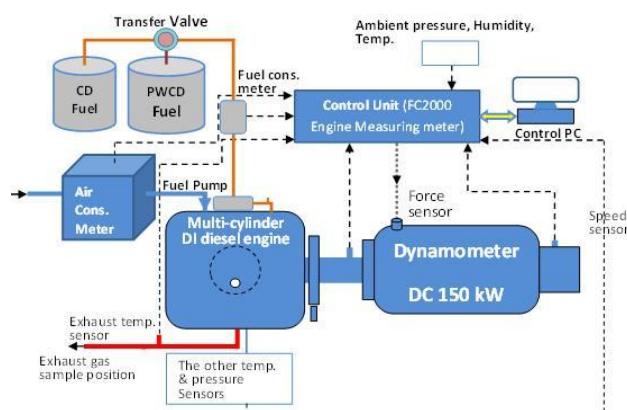 Transfer Valve
Ambient pressure, Humidity,
Temp.
CD
Fuel
PWCD
Fuel
Fuel cons.
meter
Control Unit (FC2000
Engine Measuring meter)
Control PC
Air
Cons.
Meter
Fuel Pump
Multi-cylinder
DI diesel engine
Force
sensor
Speed
sensor
Dynamometer
DC 150 kW
Exhaust temp.
sensor
Exhaust gas
sample position
The other temp.
& pressure
Sensors